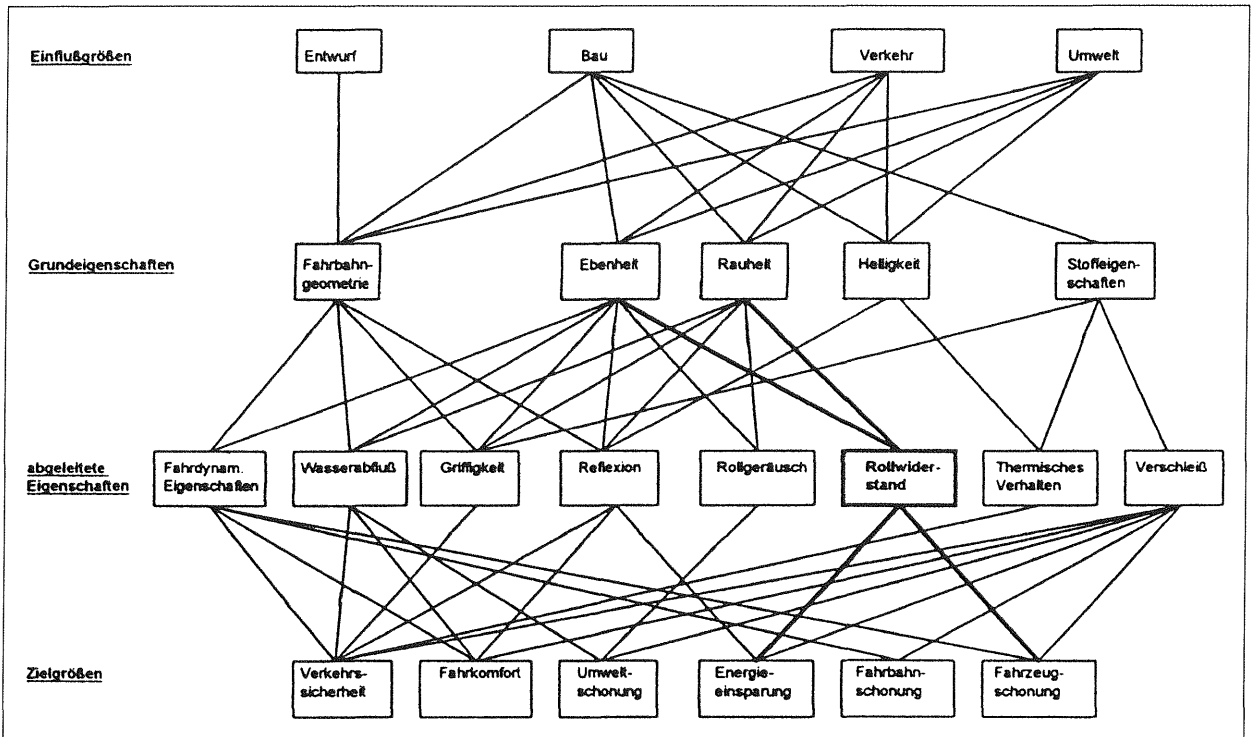 Einflußgrößen
Entwurf
Bau
Verkehr
Umwelt
Grundeigenschaften
Fahrbahn-
geometrie
Ebenheit
Rauheit
Helligkeit
Stoffeigen-
schaften
abgeleitete
Eigenschaften
Fahrdynam.
Eigenschaften
Wasserabfluß
Griffigkeit
Reflexion
Rollgeräusch
Rollwider-
stand
Thermisches
Verhalten
Verschleiß
Zielgrößen
Verkehrs-
sicherheit
Fahrkomfort
Umwelt-
schonung
Energie-
einsparung
Fahrbahn-
schonung
Fahrzeug-
schonung